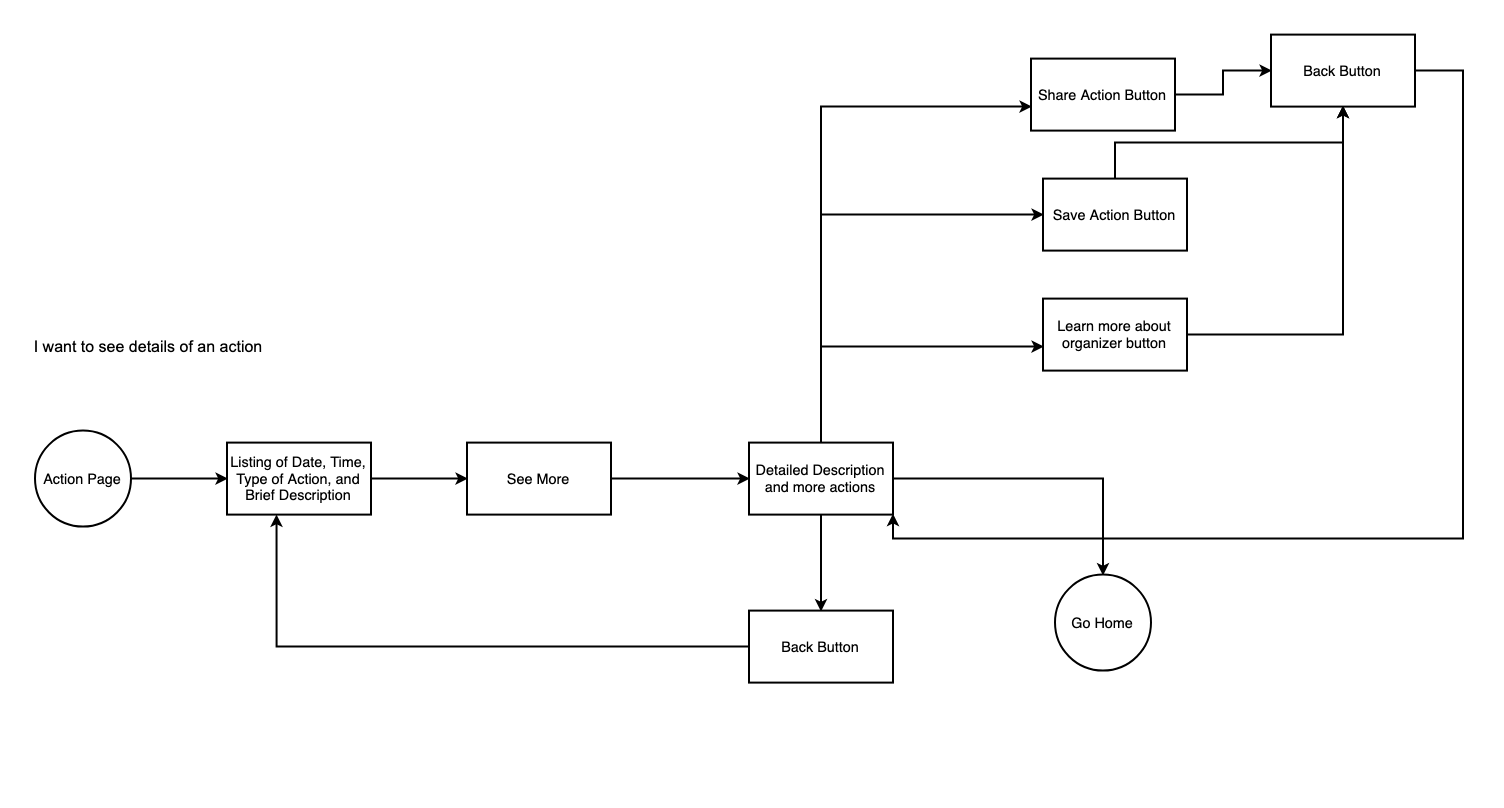 Back Button
Share Action Button
Save Action Button
Learn more about
organizer button
I want to see details of an action
Action Page
Listing of Date, Time,
Type of Action, and
Brief Description
See More
Detailed Description
and more actions
Go Home
Back Button